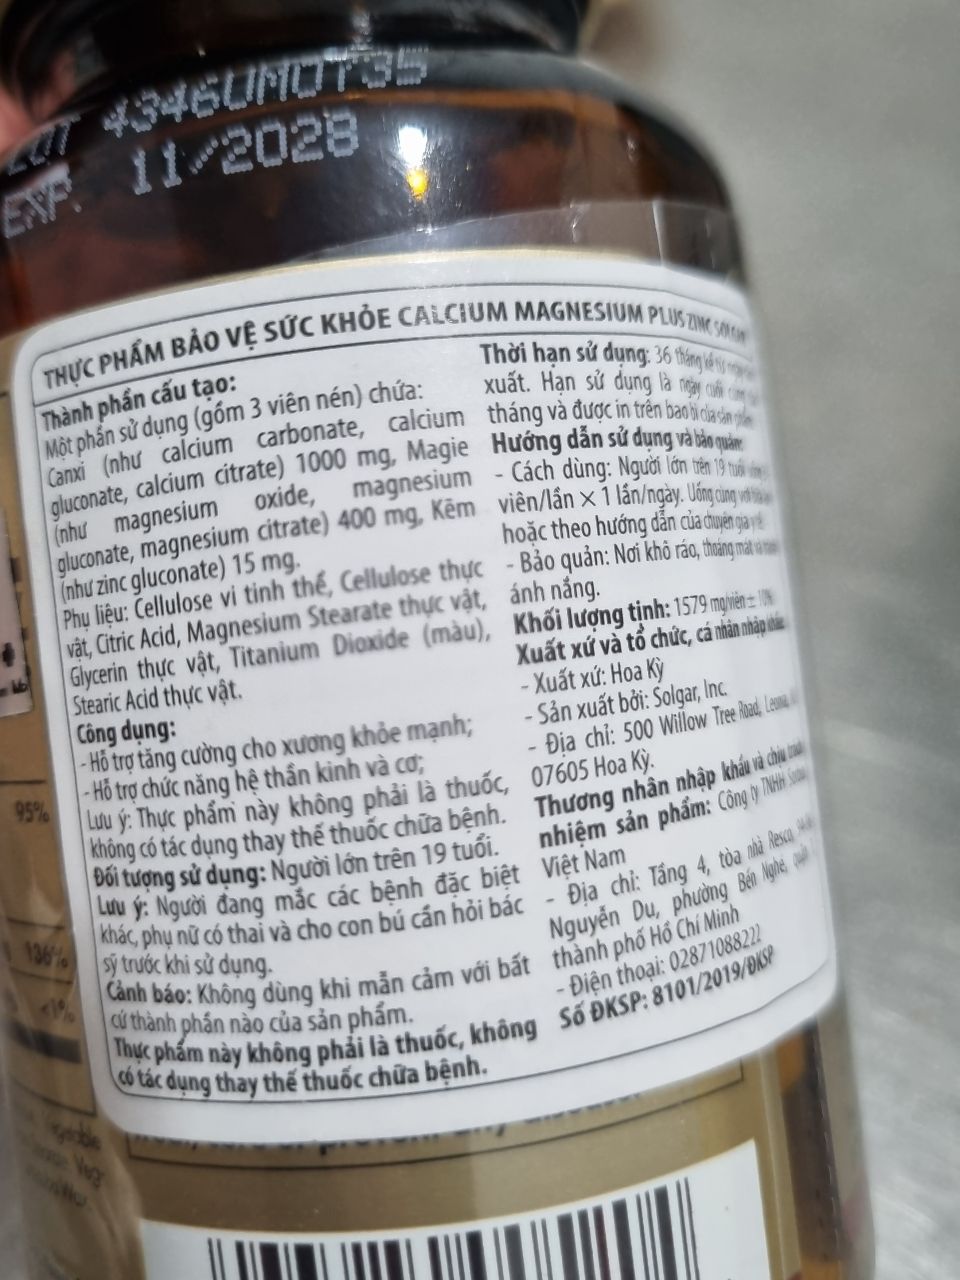 LOT 4346UMOT35
EXP. 11/2028
THỰC PHẨM BẢO VỆ SỨC KHỎE CALCIUM MAGNESIUM PLUS ZINC
Thành phần cấu tạo:
Một phần sử dụng (gồm 3 viên nén) chứa:
Canxi (như calcium carbonate, calcium
gluconate, calcium citrate) 1000 mg, Magie
(như magnesium oxide, magnesium
gluconate, magnesium citrate) 400 mg, Kẽm
(như zinc gluconate) 15 mg.
Phụ liệu: Cellulose vi tinh thể, Cellulose thực
vật, Citric Acid, Magnesium Stearate thực vật,
Glycerin thực vật, Titanium Dioxide (màu),
Stearic Acid thực vật.
Công dụng:
- Hỗ trợ tăng cường cho xương khỏe mạnh;
- Hỗ trợ chức năng hệ thần kinh và cơ;
Lưu ý: Thực phẩm này không phải là thuốc,
không có tác dụng thay thế thuốc chữa bệnh.
Đối tượng sử dụng: Người lớn trên 19 tuổi.
Lưu ý: Người đang mắc các bệnh đặc biệt
khác, phụ nữ có thai và cho con bú cần hỏi bác
sỹ trước khi sử dụng.
Cảnh báo: Không dùng khi mẫn cảm với bất
cứ thành phần nào của sản phẩm.
Thực phẩm này không phải là thuốc, không
có tác dụng thay thế thuốc chữa bệnh.
Thời hạn sử dụng: 36 tháng kể từ ngày
xuất. Hạn sử dụng là ngày cuối cùng
tháng và được in trên bao bì của sản phẩm
Hướng dẫn sử dụng và bảo quản:
- Cách dùng: Người lớn trên 19 tuổi
viên/lần × 1 lần/ngày. Uống cùng với
hoặc theo hướng dẫn của chuyên gia y tế
- Bảo quản: Nơi khô ráo, thoáng mát và tránh
ánh nắng.
Khối lượng tịnh: 1579 mg/viên ± 10%
Xuất xứ và tổ chức, cá nhân nhập khẩu
- Xuất xứ: Hoa Kỳ
- Sản xuất bởi: Solgar, Inc.
- Địa chỉ: 500 Willow Tree Road, Leonia,
07605 Hoa Kỳ.
Thương nhân nhập khẩu và chịu trách
nhiệm sản phẩm: Công ty TNHH
Việt Nam
- Địa chỉ: Tầng 4, tòa nhà Resco,
Nguyễn Du, phường Bến Nghé, quận
thành phố Hồ Chí Minh
- Điện thoại: 02871088222
Số ĐKSP: 8101/2019/ĐKSP
95%
136%
<1%
Vegetable